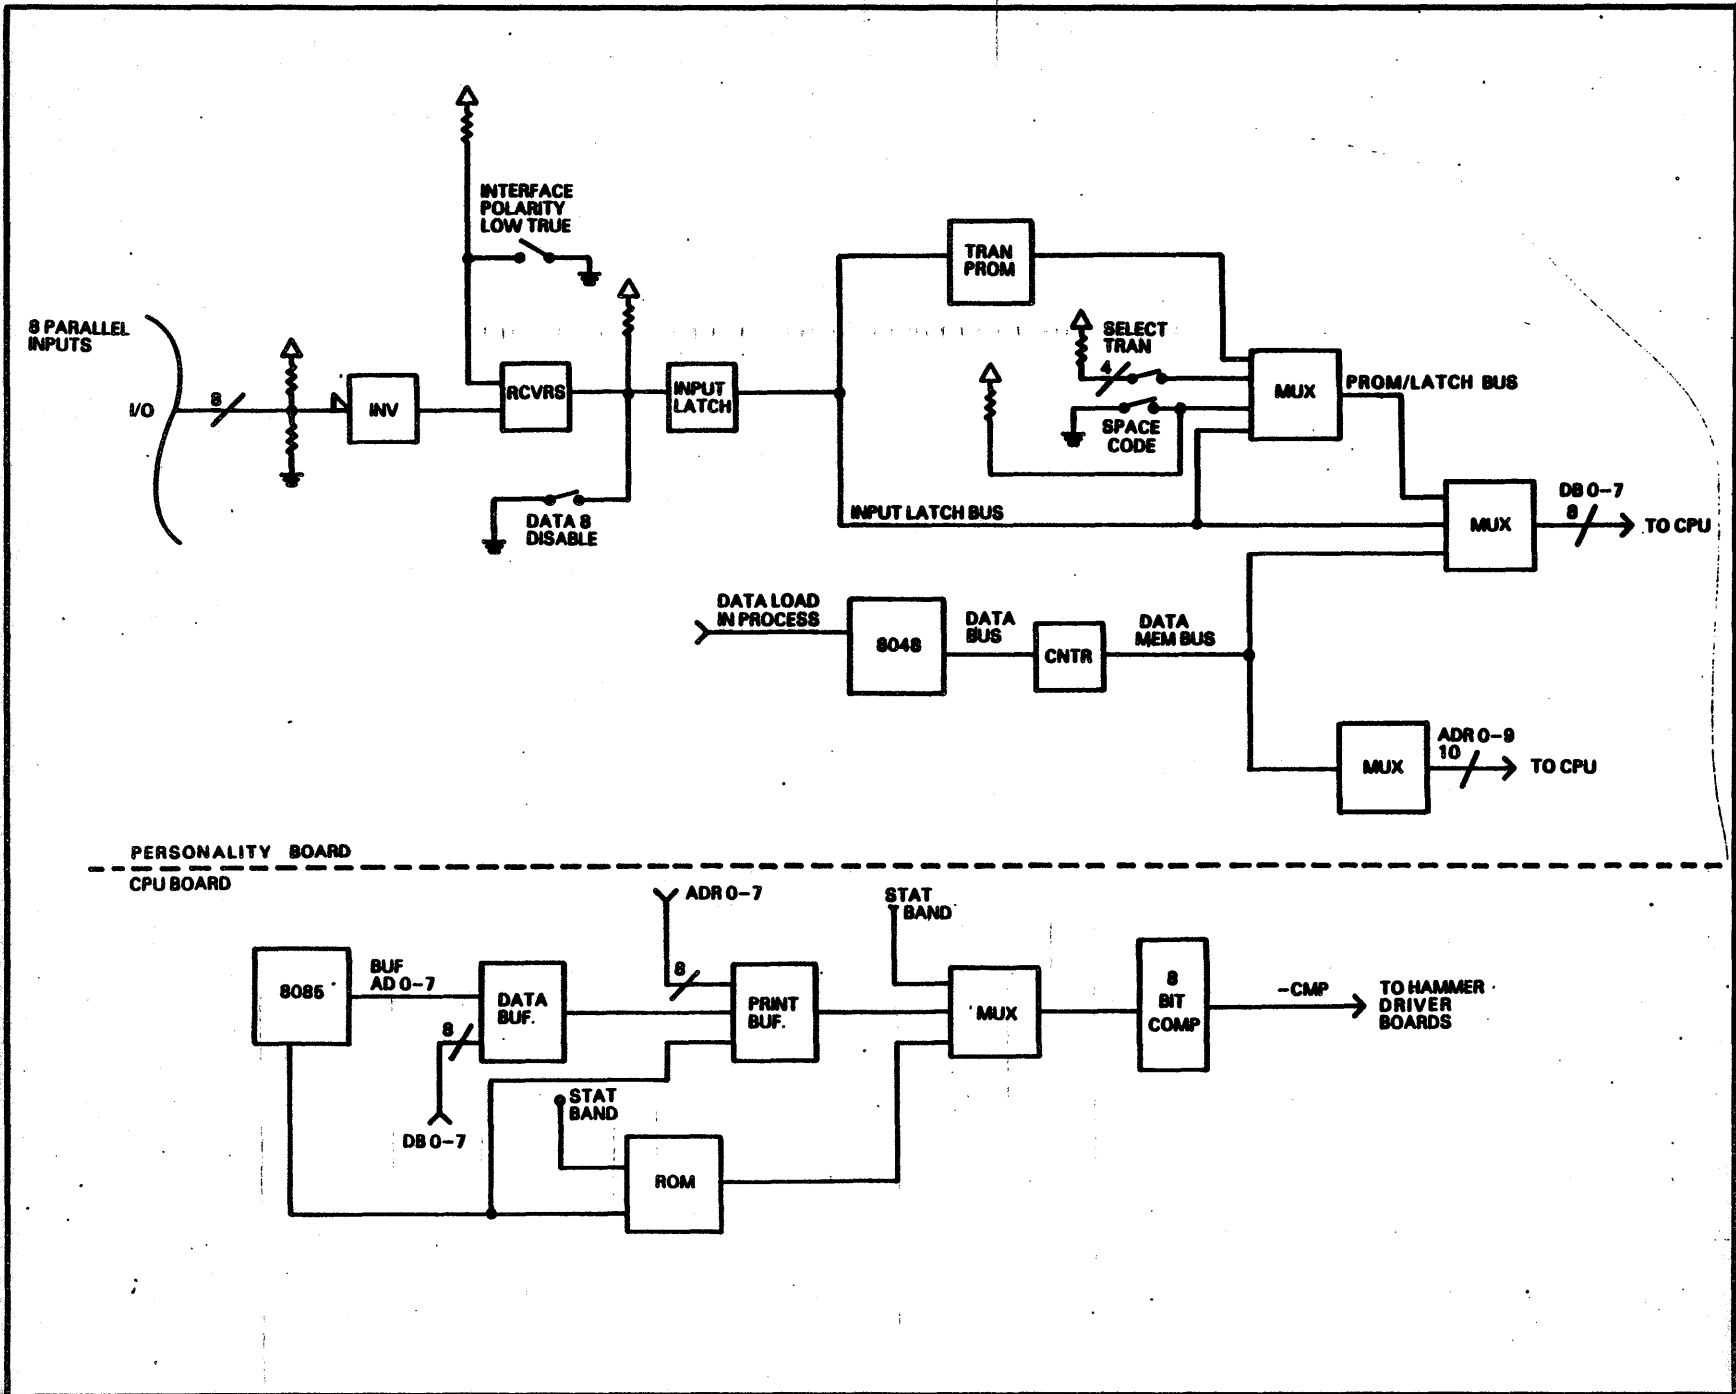 INTERFACE
POLARITY
LOW TRUE
8 PARALLEL
INPUTS
I/O
8
INV
RCVRS
INPUT
LATCH
DATA 8
DISABLE
TRAN
PROM
SELECT
TRAN
4
SPACE
CODE
MUX
PROM/LATCH BUS
INPUT LATCH BUS
MUX
DB 0-7
8
TO CPU
DATA LOAD
IN PROCESS
8048
DATA
BUS
CNTR
DATA
MEM BUS
MUX
ADR 0-9
10
TO CPU
PERSONALITY BOARD
CPU BOARD
8085
BUF
AD 0-7
8
DB 0-7
DATA
BUF.
ADR 0-7
8
PRINT
BUF.
STAT
BAND
MUX
8
BIT
COMP
-CMP
TO HAMMER
DRIVER
BOARDS
STAT
BAND
ROM